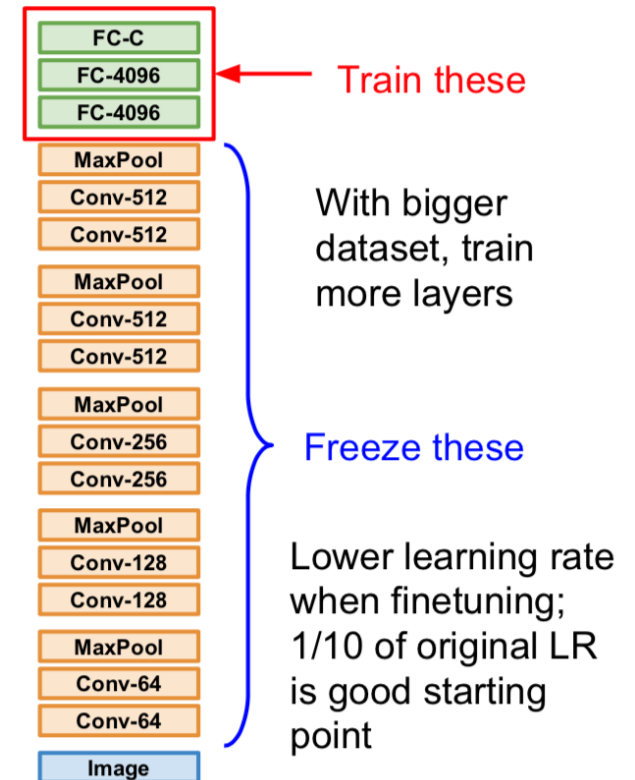 FC-C
FC-4096
FC-4096
Train these
MaxPool
Conv-512
Conv-512
With bigger
dataset, train
more layers
MaxPool
Conv-512
Conv-512
MaxPool
Conv-256
Conv-256
Freeze these
MaxPool
Conv-128
Conv-128
MaxPool
Conv-64
Conv-64
Lower learning rate
when finetuning;
1/10 of original LR
is good starting
point
Image